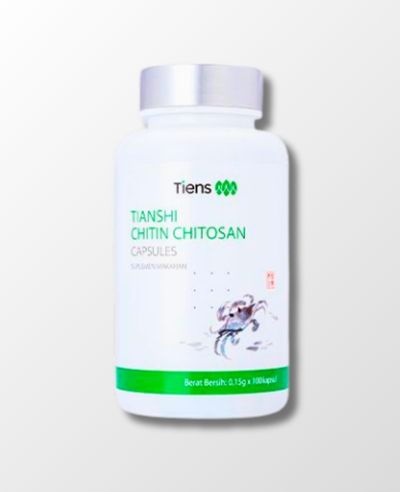 Tiens
TIANSHI
CHITIN CHITOSAN
CAPSULES
SUPLEMEN MAKANAN
Berat Bersih: 0,15g x 100kapsul